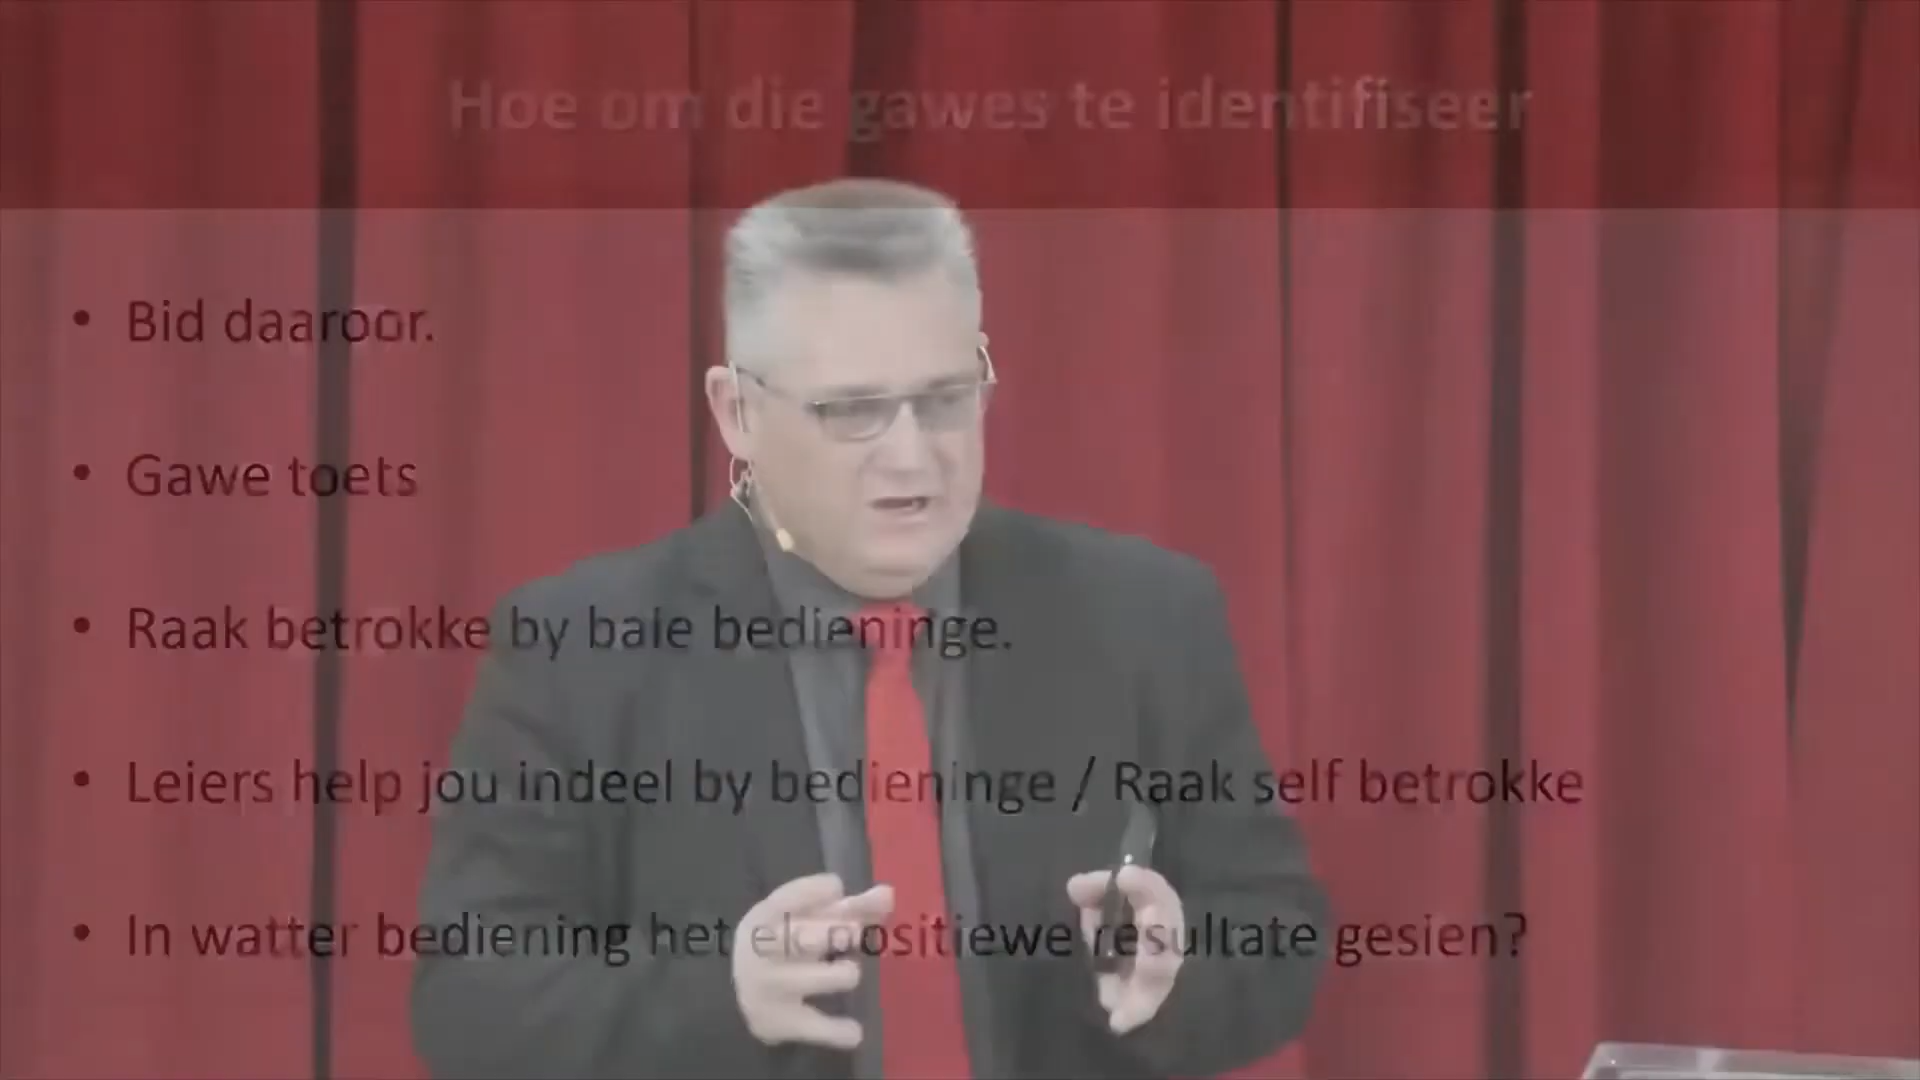 Hoe om die gawes te identifiseer
• Bid daaroor.
• Gawe toets
• Raak betrokke by baie bedieninge.
• Leiers help jou indeel by bedieninge / Raak self betrokke
• In watter bediening het ek positiewe resultate gesien?